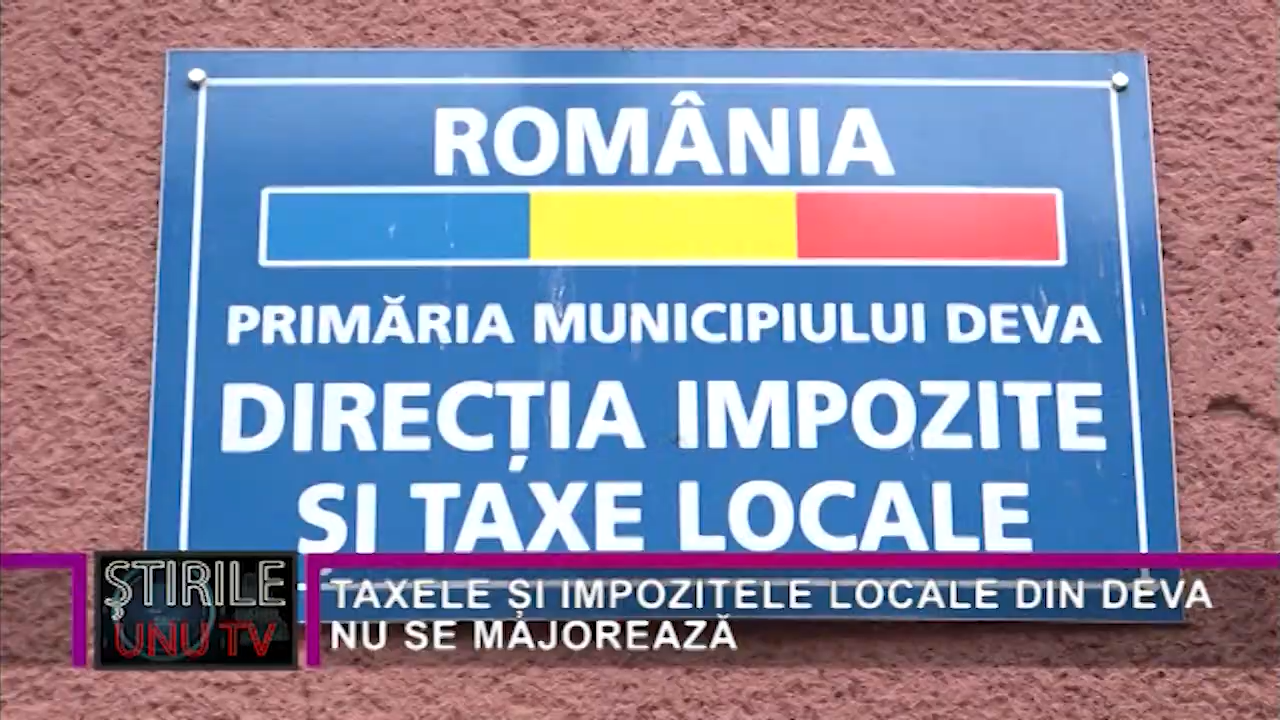 ROMÂNIA
PRIMĂRIA MUNICIPIULUI DEVA
DIRECȚIA IMPOZITE
ȘI TAXE LOCALE
ȘTIRILE
UNU TV
TAXELE ȘI IMPOZITELE LOCALE DIN DEVA
NU SE MAJOREAZĂ